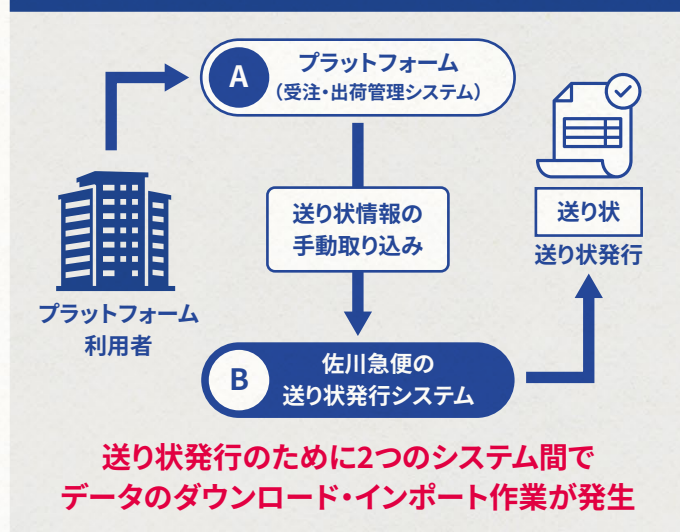 A
プラットフォーム
（受注・出荷管理システム）
送り状情報の
手動取り込み
プラットフォーム
利用者
B
佐川急便の
送り状発行システム
送り状
送り状発行
送り状発行のために2つのシステム間で
データのダウンロード・インポート作業が発生